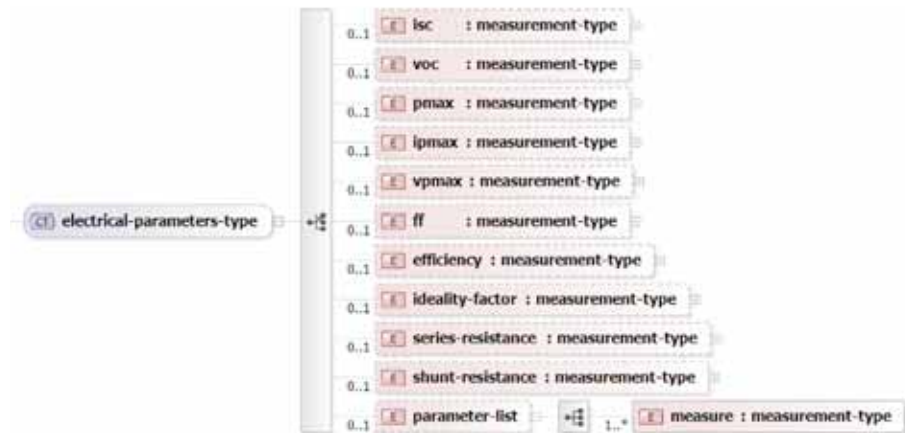 E isc : measurement-type
0..1
E voc : measurement-type
0..1
E pmax : measurement-type
0..1
E ipmax : measurement-type
0..1
E vpmax : measurement-type
0..1
CT electrical-parameters-type
E ff : measurement-type
0..1
E efficiency : measurement-type
0..1
E ideality-factor : measurement-type
0..1
E series-resistance : measurement-type
0..1
E shunt-resistance : measurement-type
0..1
E parameter-list
0..1
E measure : measurement-type
1..*